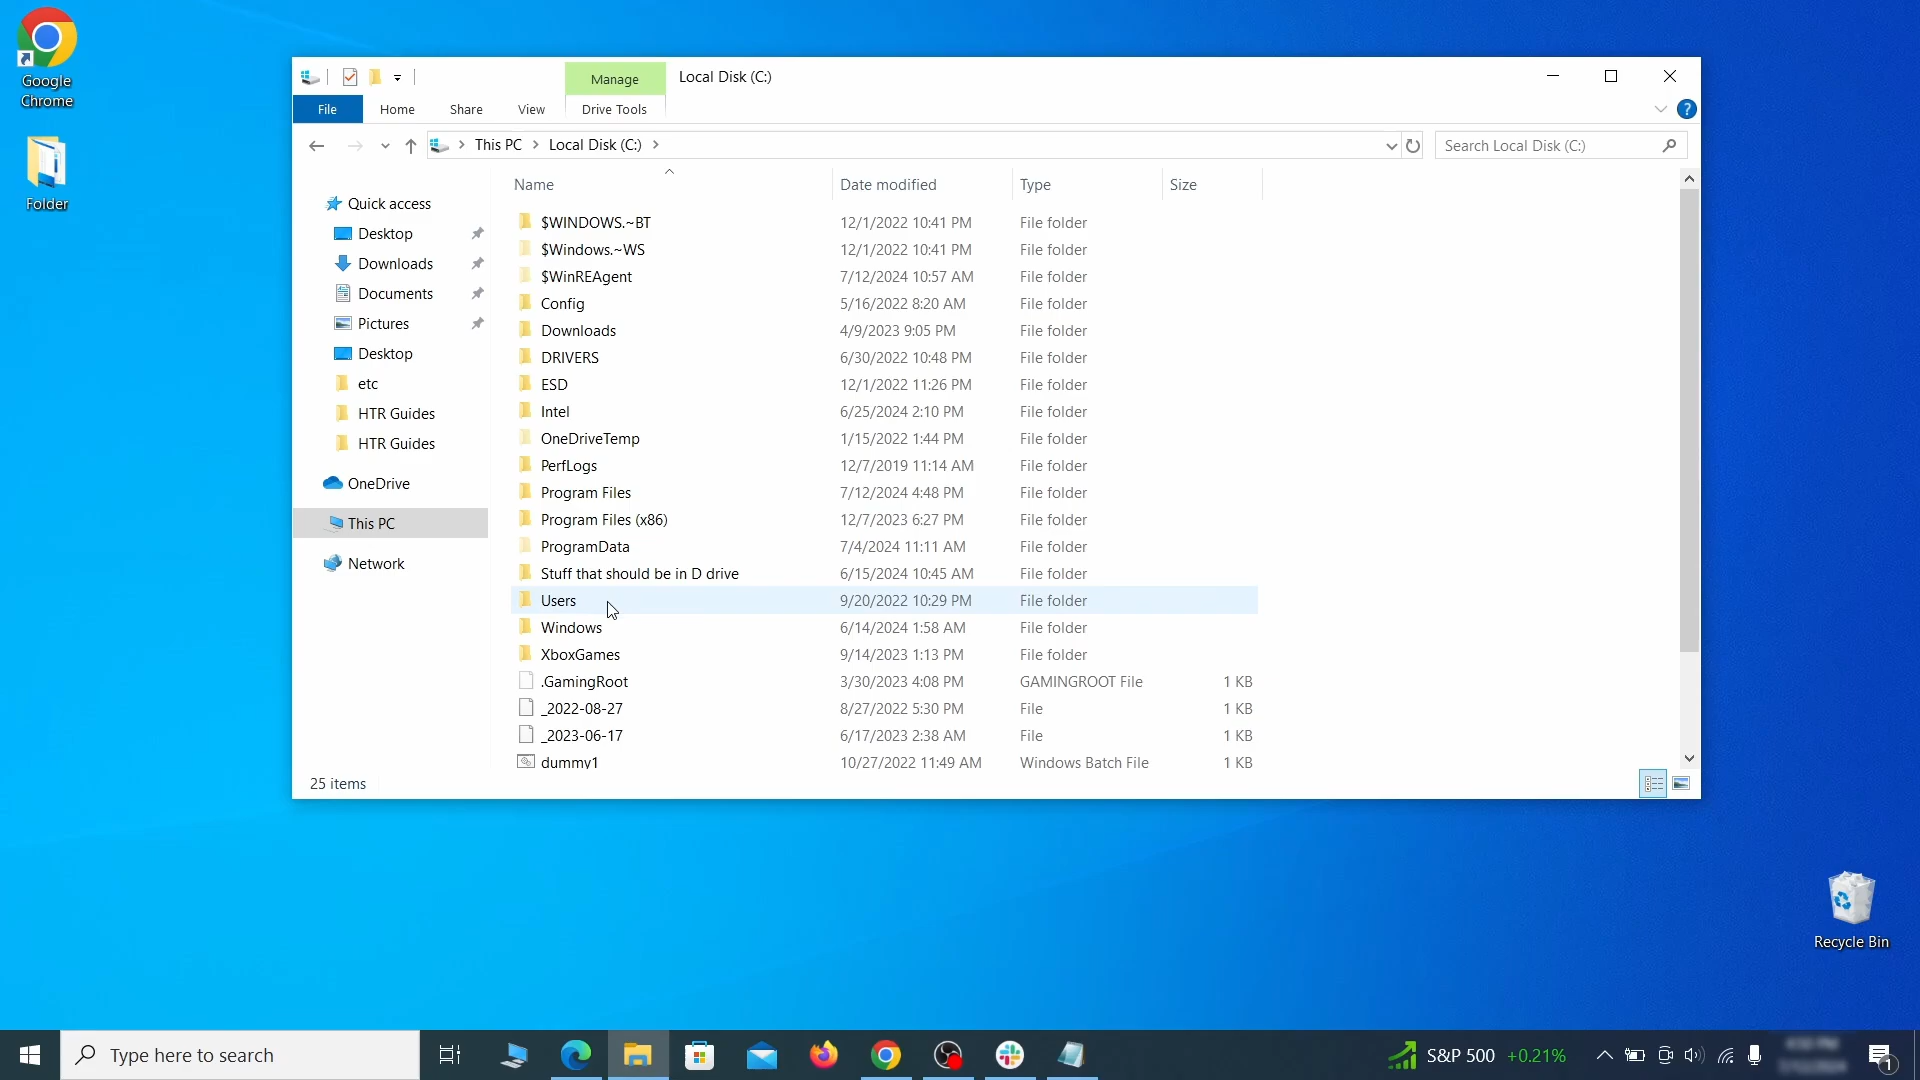 Google
Chrome
Folder
Manage
Local Disk (C:)
File
Home
Share
View
Drive Tools
?
This PC
Local Disk (C:)
Search Local Disk (C:)
Quick access
Desktop
Downloads
Documents
Pictures
Desktop
etc
HTR Guides
HTR Guides
OneDrive
This PC
Network
Name Date modified Type Size
$WINDOWS.~BT 12/1/2022 10:41 PM File folder
$Windows.~WS 12/1/2022 10:41 PM File folder
$WinREAgent 7/12/2024 10:57 AM File folder
Config 5/16/2022 8:20 AM File folder
Downloads 4/9/2023 9:05 PM File folder
DRIVERS 6/30/2022 10:48 PM File folder
ESD 12/1/2022 11:26 PM File folder
Intel 6/25/2024 2:10 PM File folder
OneDriveTemp 1/15/2022 1:44 PM File folder
PerfLogs 12/7/2019 11:14 AM File folder
Program Files 7/12/2024 4:48 PM File folder
Program Files (x86) 12/7/2023 6:27 PM File folder
ProgramData 7/4/2024 11:11 AM File folder
Stuff that should be in D drive 6/15/2024 10:45 AM File folder
Users 9/20/2022 10:29 PM File folder
Windows 6/14/2024 1:58 AM File folder
XboxGames 9/14/2023 1:13 PM File folder
.GamingRoot 3/30/2023 4:08 PM GAMINGROOT File 1 KB
_2022-08-27 8/27/2022 5:30 PM File 1 KB
_2023-06-17 6/17/2023 2:38 AM File 1 KB
dummy1 10/27/2022 11:49 AM Windows Batch File 1 KB
25 items
Recycle Bin
Type here to search
S&P 500 +0.21%
1